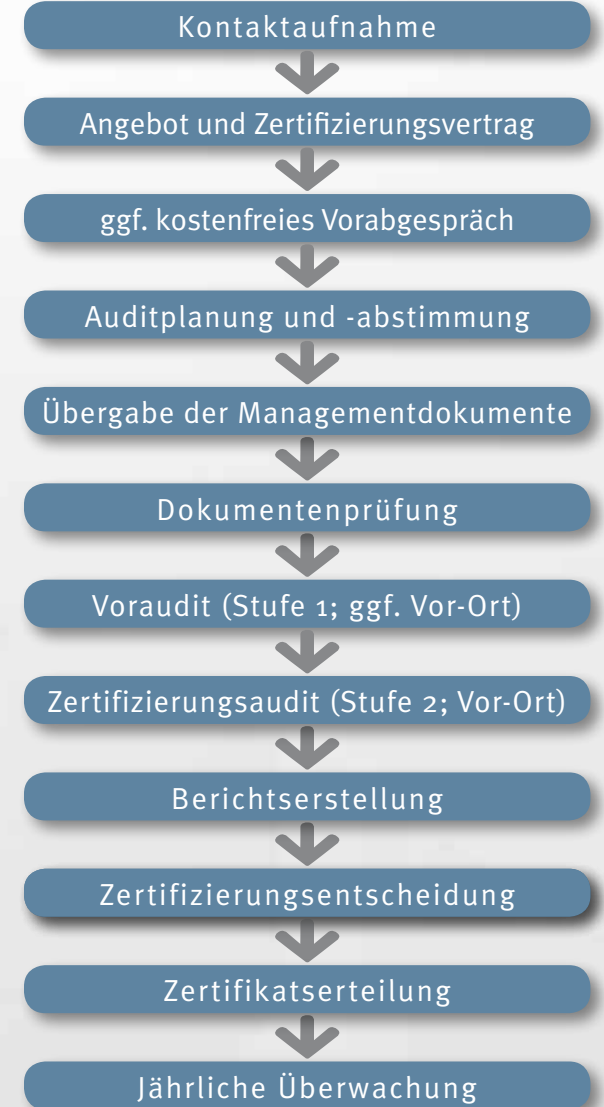 Kontaktaufnahme
Angebot und Zertifizierungsvertrag
ggf. kostenfreies Vorabgespräch
Auditplanung und -abstimmung
Übergabe der Managementdokumente
Dokumentenprüfung
Voraudit (Stufe 1; ggf. Vor-Ort)
Zertifizierungsaudit (Stufe 2; Vor-Ort)
Berichtserstellung
Zertifizierungsentscheidung
Zertifikatserteilung
Jährliche Überwachung